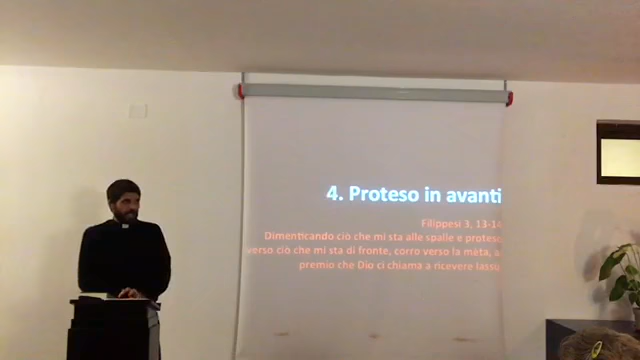 4. Proteso in avanti
Filippesi 3, 13-14
Dimenticando ciò che mi sta alle spalle e proteso
verso ciò che mi sta di fronte, corro verso la mèta, a
premio che Dio ci chiama a ricevere lassù